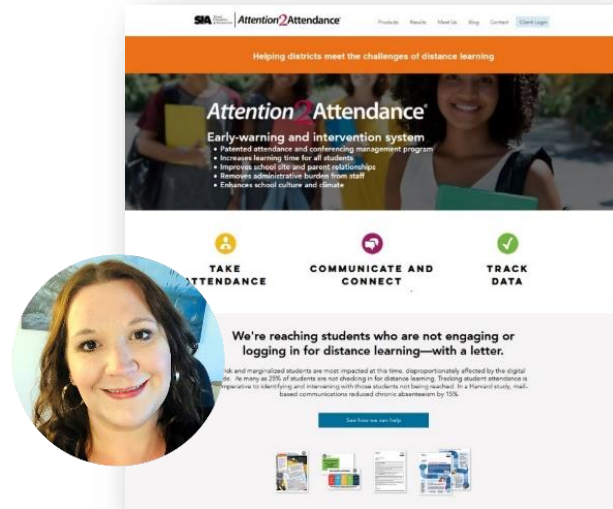 SIA Attention2Attendance®
Products Results Meet Us Blog Contact Client Login
Helping districts meet the challenges of distance learning
Attention2Attendance®
Early-warning and intervention system
• Patented attendance and conferencing management program
• Increases learning time for all students
• Improves school site and parent relationships
• Removes administrative burden from staff
• Enhances school culture and climate
TAKE
TTENDANCE
COMMUNICATE AND
CONNECT
TRACK
DATA
We're reaching students who are not engaging or
logging in for distance learning—with a letter.
risk and marginalized students are most impacted at this time, disproportionately affected by the digital
de. As many as 25% of students are not checking in for distance learning. Tracking student attendance is
mperative to identifying and intervening with those students not being reached. In a Harvard study, mail-
based communications reduced chronic absenteeism by 15%.
See how we can help